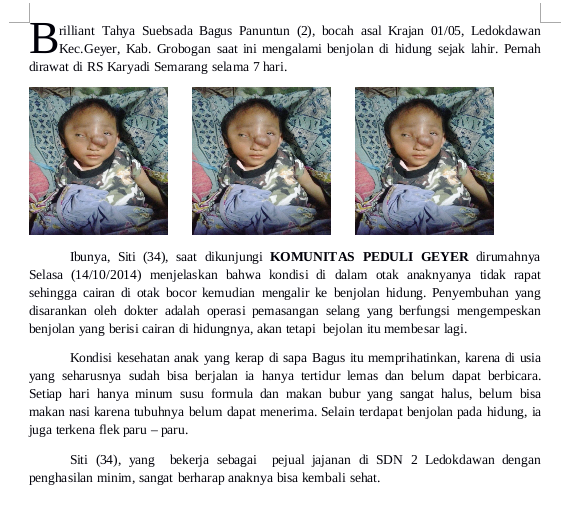 Brilliant Tahya Suebsada Bagus Panuntun (2), bocah asal Krajan 01/05, Ledokdawan
Kec.Geyer, Kab. Grobogan saat ini mengalami benjolan di hidung sejak lahir. Pernah
dirawat di RS Karyadi Semarang selama 7 hari.
Ibunya, Siti (34), saat dikunjungi KOMUNITAS PEDULI GEYER dirumahnya
Selasa (14/10/2014) menjelaskan bahwa kondisi di dalam otak anaknyanya tidak rapat
sehingga cairan di otak bocor kemudian mengalir ke benjolan hidung. Penyembuhan yang
disarankan oleh dokter adalah operasi pemasangan selang yang berfungsi mengempeskan
benjolan yang berisi cairan di hidungnya, akan tetapi bejolan itu membesar lagi.
Kondisi kesehatan anak yang kerap di sapa Bagus itu memprihatinkan, karena di usia
yang seharusnya sudah bisa berjalan ia hanya tertidur lemas dan belum dapat berbicara.
Setiap hari hanya minum susu formula dan makan bubur yang sangat halus, belum bisa
makan nasi karena tubuhnya belum dapat menerima. Selain terdapat benjolan pada hidung, ia
juga terkena flek paru – paru.
Siti (34), yang bekerja sebagai pejual jajanan di SDN 2 Ledokdawan dengan
penghasilan minim, sangat berharap anaknya bisa kembali sehat.